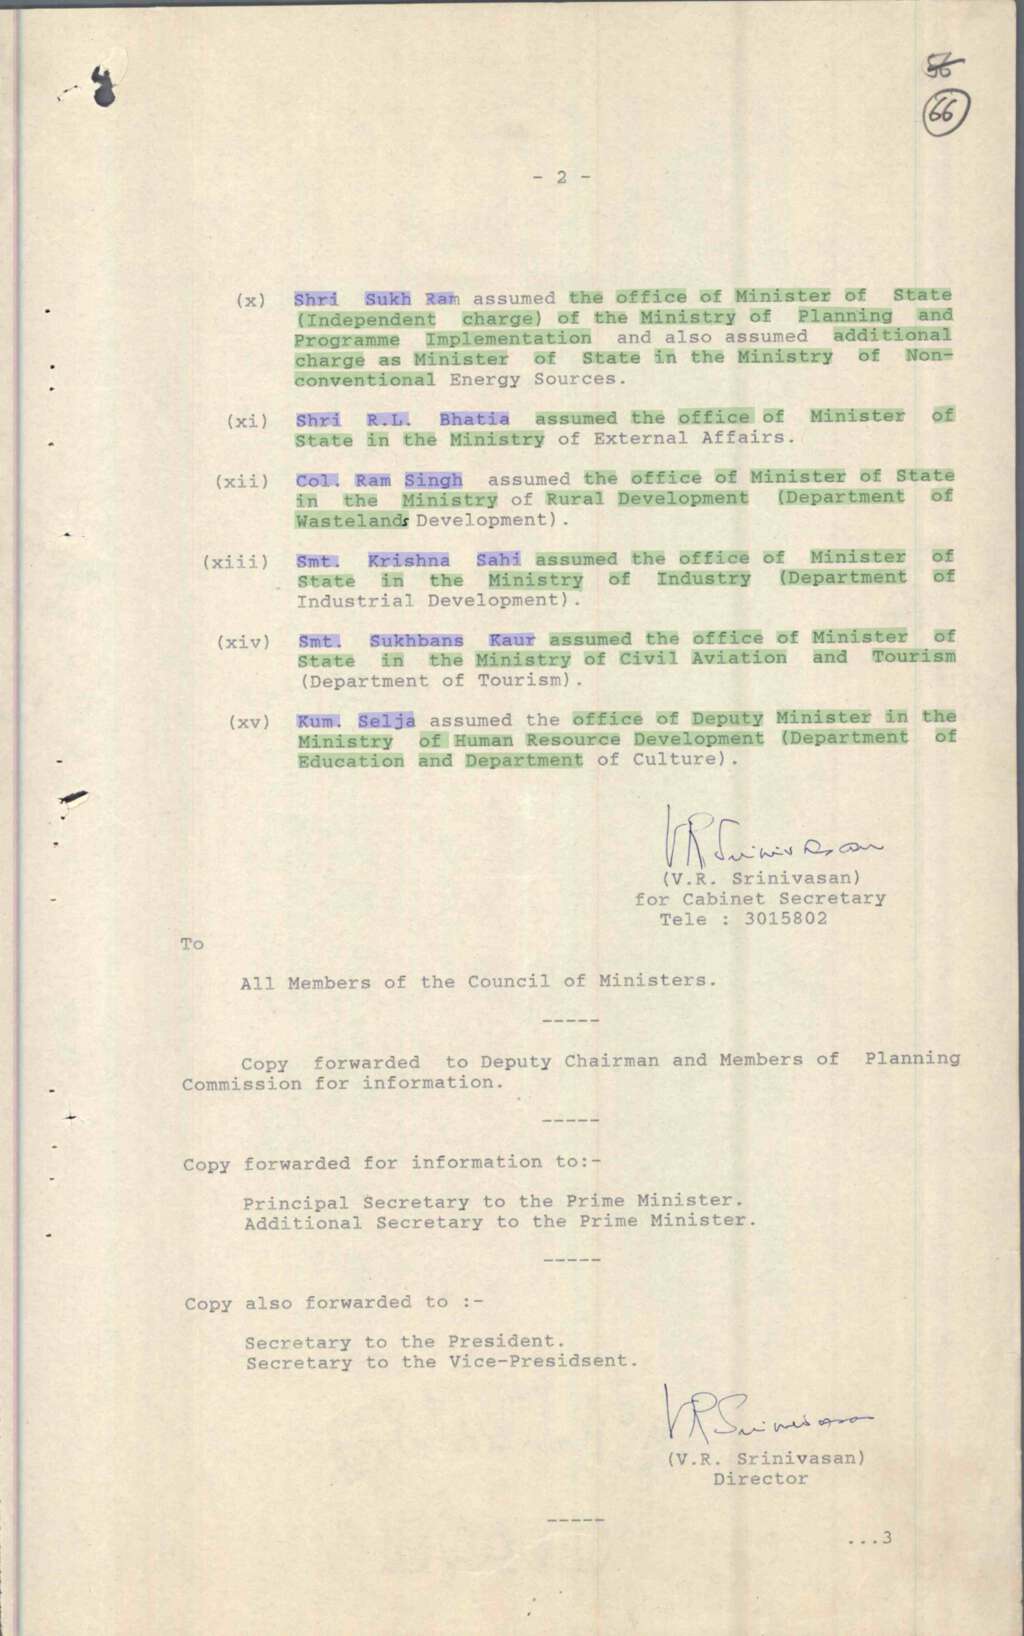 56
66
- 2 -
(x) Shri Sukh Ram assumed the office of Minister of State
(Independent charge) of the Ministry of Planning and
Programme Implementation and also assumed additional
charge as Minister of State in the Ministry of Non-
conventional Energy Sources.
(xi) Shri R.L. Bhatia assumed the office of Minister of
State in the Ministry of External Affairs.
(xii) Col. Ram Singh assumed the office of Minister of State
in the Ministry of Rural Development (Department of
Wastelands Development).
(xiii) Smt. Krishna Sahi assumed the office of Minister of
State in the Ministry of Industry (Department of
Industrial Development).
(xiv) Smt. Sukhbans Kaur assumed the office of Minister of
State in the Ministry of Civil Aviation and Tourism
(Department of Tourism).
(xv) Kum. Selja assumed the office of Deputy Minister in the
Ministry of Human Resource Development (Department of
Education and Department of Culture).
VR Srinivasan
(V.R. Srinivasan)
for Cabinet Secretary
Tele : 3015802
To
All Members of the Council of Ministers.
-----
Copy forwarded to Deputy Chairman and Members of Planning
Commission for information.
-----
Copy forwarded for information to:-
Principal Secretary to the Prime Minister.
Additional Secretary to the Prime Minister.
-----
Copy also forwarded to :-
Secretary to the President.
Secretary to the Vice-Presidsent.
VR Srinivasan
(V.R. Srinivasan)
Director
-----
...3